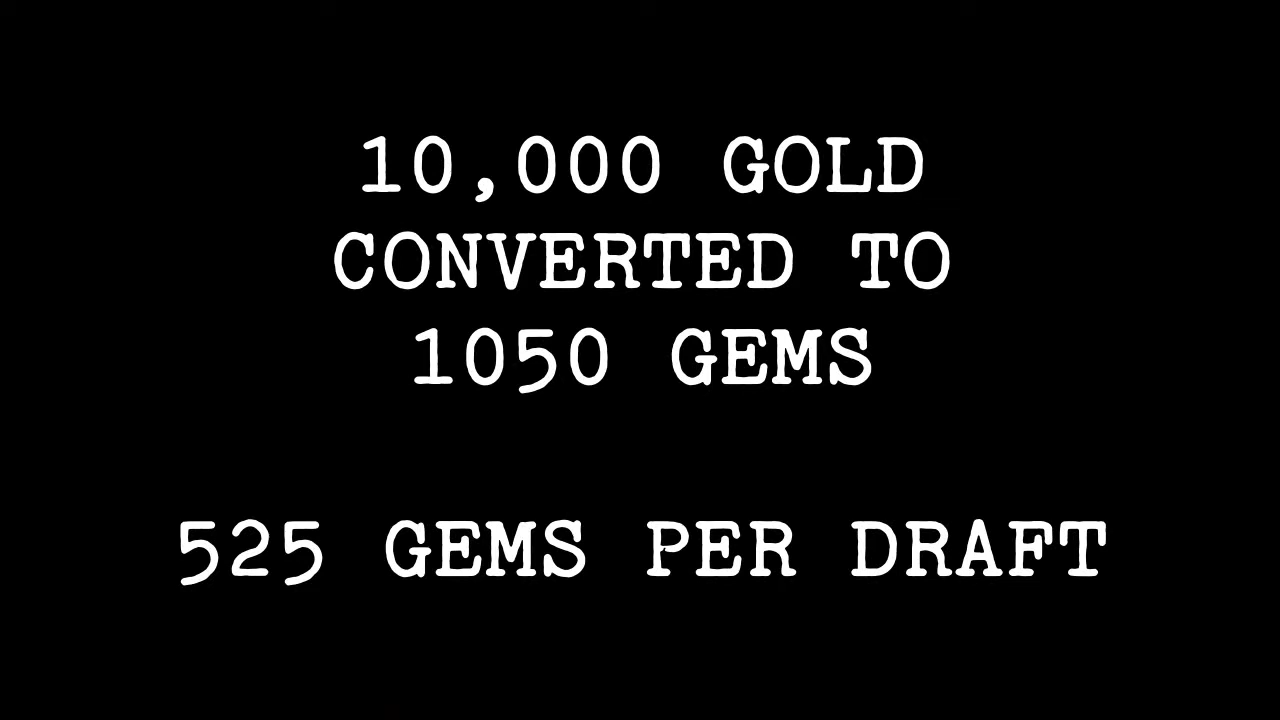 10,000 GOLD
CONVERTED TO
1050 GEMS
525 GEMS PER DRAFT